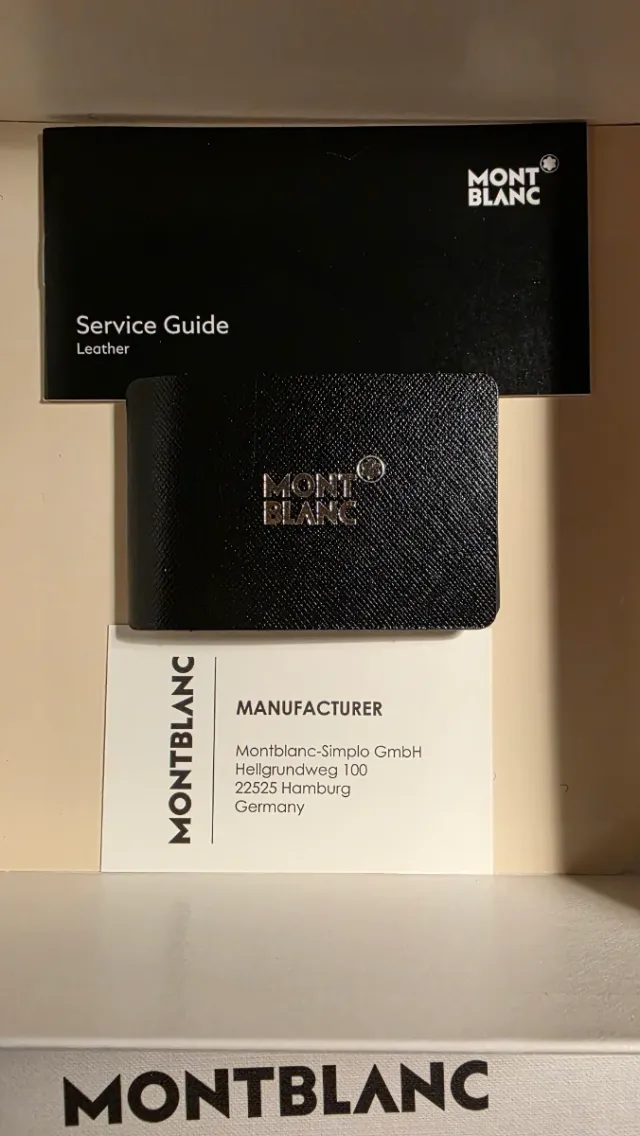 MONT
BLANC
Service Guide
Leather
MONT
BLANC
MONTBLANC
MANUFACTURER
Montblanc-Simplo GmbH
Hellgrundweg 100
22525 Hamburg
Germany
MONTBLANC